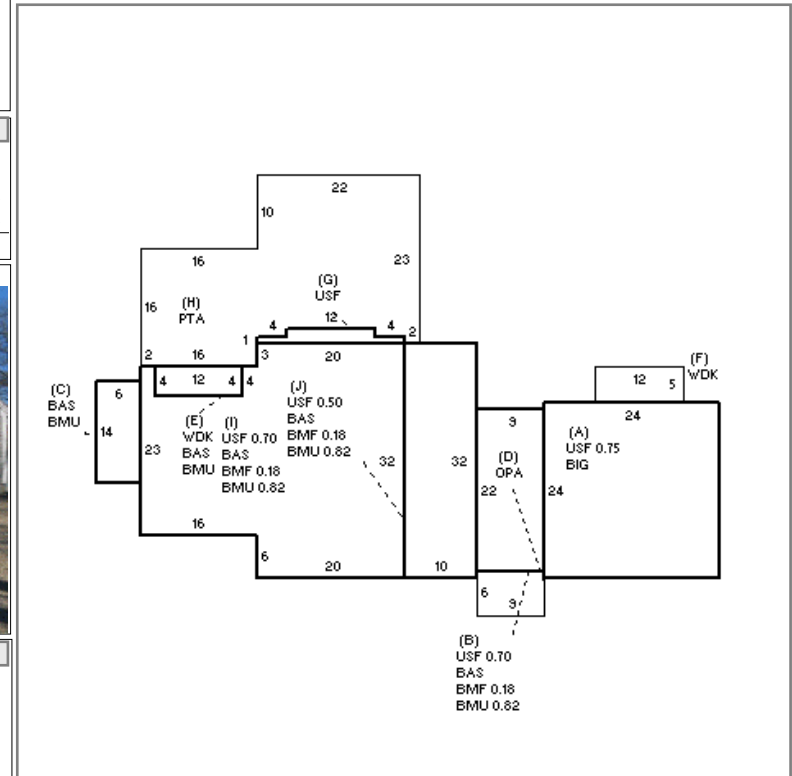 22
10
16
23
(G)
USF
16
(H)
PTA
12
4
4
1
2
2
16
3
20
(F)
WDK
12
5
(C)
BAS
BMU
6
4
12
4
4
24
14
(E)
WDK
BAS
BMU
(I)
USF 0.70
BAS
BMF 0.18
BMU 0.82
(J)
USF 0.50
BAS
BMF 0.18
BMU 0.82
9
(A)
USF 0.75
BIG
23
32
32
(D)
OPA
22
24
16
6
20
10
6
9
(B)
USF 0.70
BAS
BMF 0.18
BMU 0.82